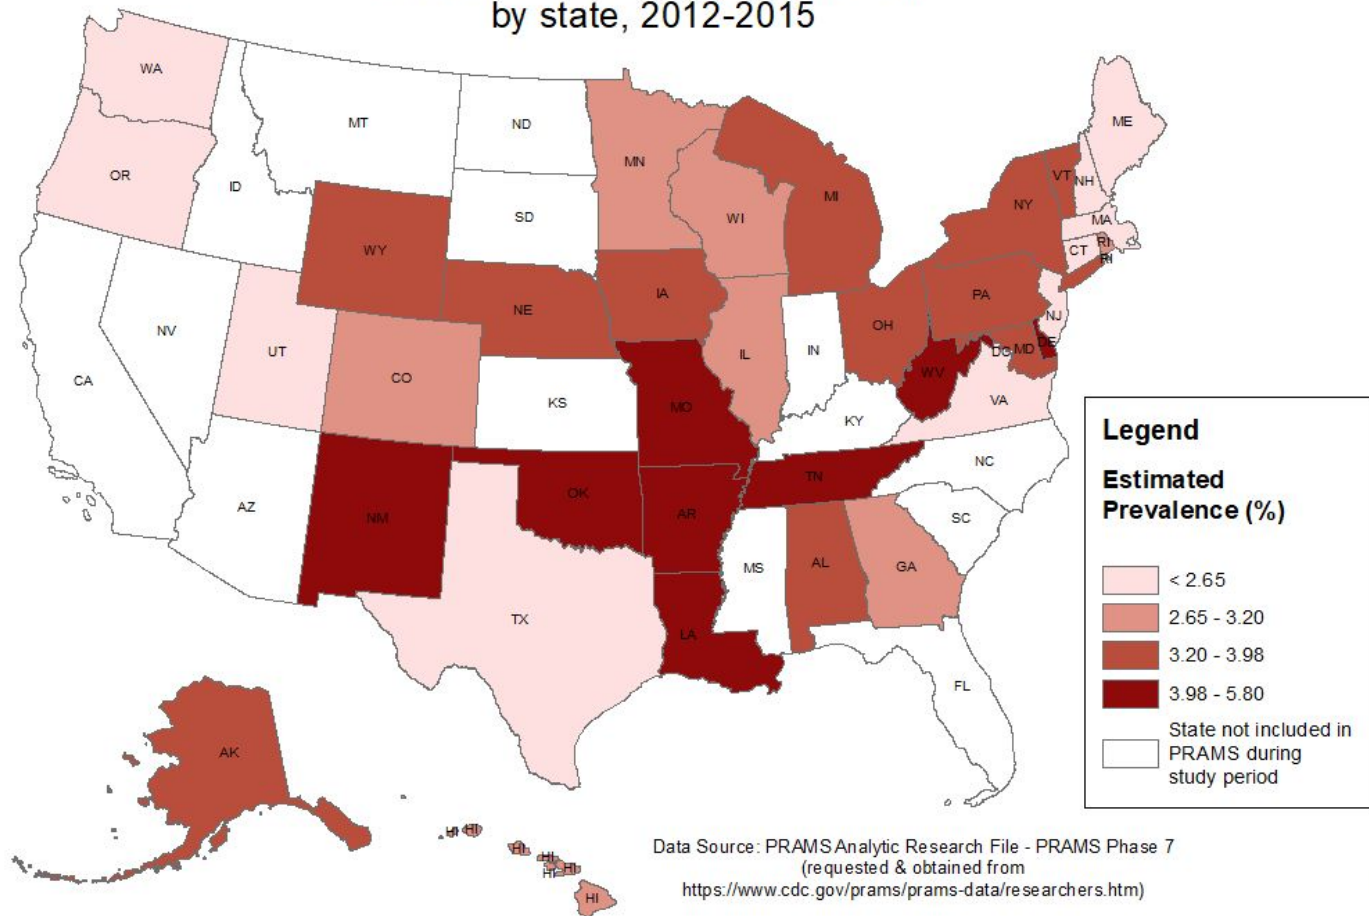 by state, 2012-2015
WA
MT
ND
ME
OR
ID
MN
VT
NH
SD
WI
MI
NY
MA
WY
CT
RI
RI
IA
PA
NE
NV
OH
NJ
UT
IL
IN
DC
MD
DE
CA
CO
WV
KS
MO
VA
KY
NC
AZ
NM
OK
TN
AR
SC
MS
AL
GA
TX
LA
FL
AK
HI
HI
HI
HI
HI
HI
HI
Legend
Estimated
Prevalence (%)
< 2.65
2.65 - 3.20
3.20 - 3.98
3.98 - 5.80
State not included in
PRAMS during
study period
Data Source: PRAMS Analytic Research File - PRAMS Phase 7
(requested & obtained from
https://www.cdc.gov/prams/prams-data/researchers.htm)